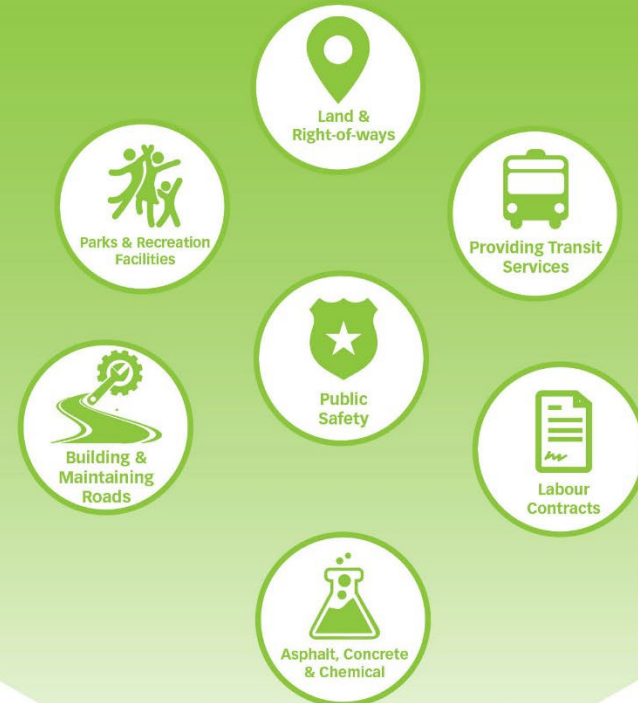 Land &
Right-of-ways
Parks & Recreation
Facilities
Providing Transit
Services
Public
Safety
Building &
Maintaining
Roads
Labour
Contracts
Asphalt, Concrete
& Chemical